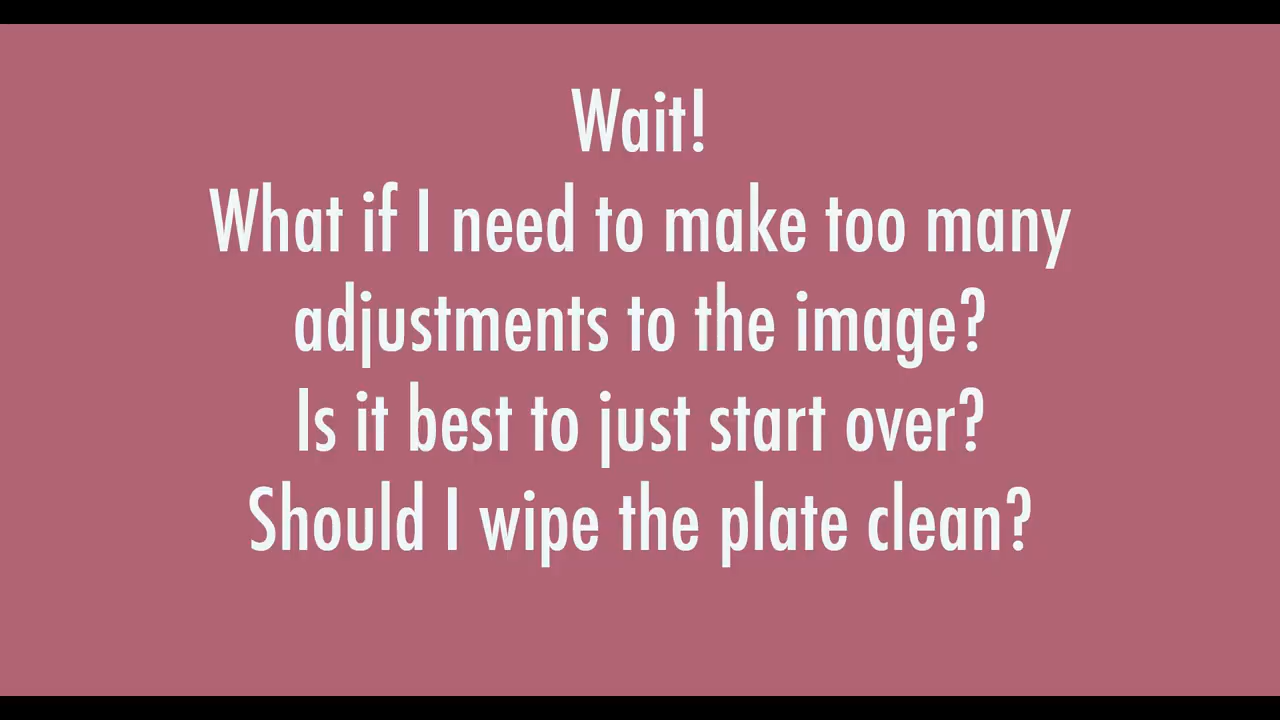 Wait!
What if I need to make too many
adjustments to the image?
Is it best to just start over?
Should I wipe the plate clean?